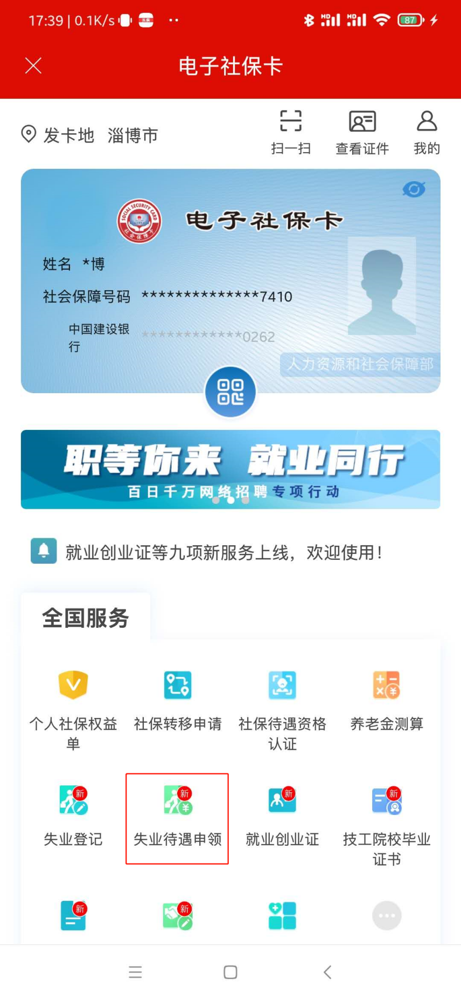 17:39 | 0.1K/s
87
电子社保卡
发卡地 淄博市
扫一扫
查看证件
我的
SOCIAL SECURITY CARD
社会保障卡
电子社保卡
姓名 *博
社会保障号码 **************7410
中国建设银
行
************0262
人力资源和社会保障部
职等你来 就业同行
百日千万网络招聘专项行动
就业创业证等九项新服务上线，欢迎使用！
全国服务
个人社保权益
单
社保转移申请
社保待遇资格
认证
养老金测算
新
失业登记
新
失业待遇申领
新
就业创业证
新
技工院校毕业
证书
新
新